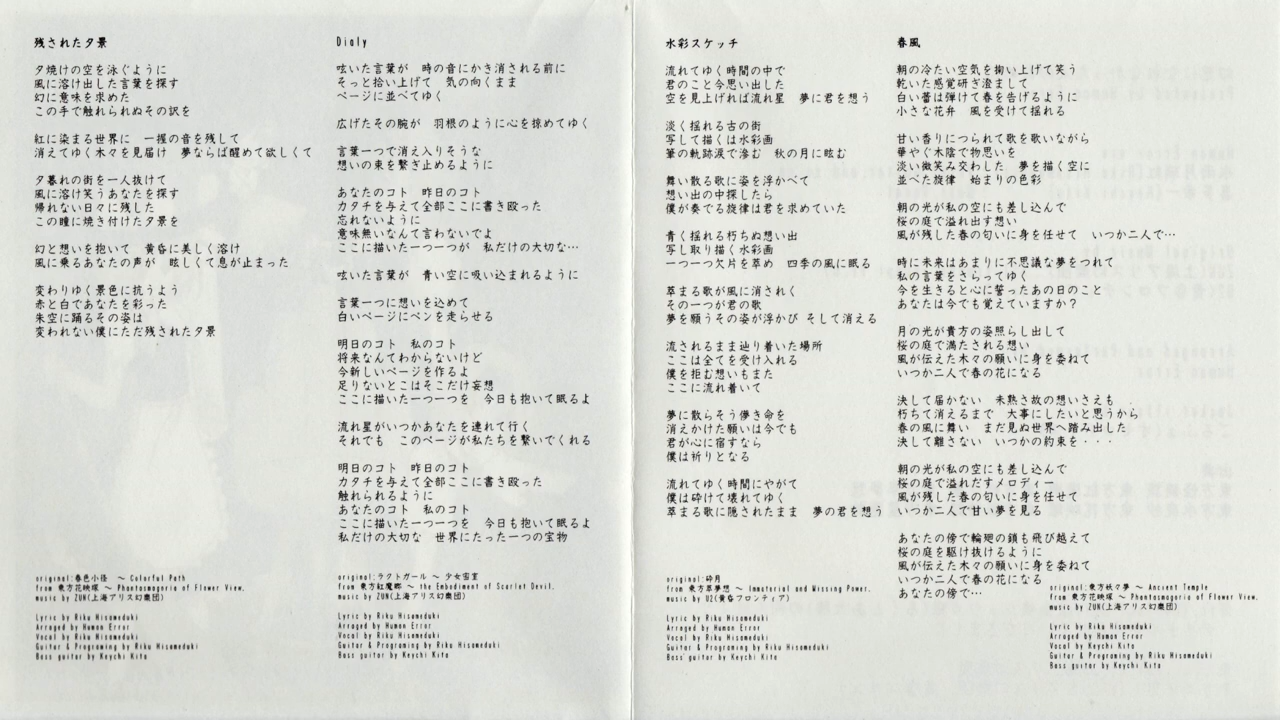 残された夕景
夕焼けの空を泳ぐように
風に溶け出した言葉を探す
幻に意味を求めた
この手で触れられぬその訳を
紅に染まる世界に　一握の音を残して
消えてゆく木々を見届け　夢ならば醒めて欲しくて
夕暮れの街を一人抜けて
風に溶け笑うあなたを探す
帰れない日々に残した
この瞳に焼き付けた夕景を
幻と想いを抱いて　黄昏に美しく溶け
風に乗るあなたの声が　眩しくて息が止まった
変わりゆく景色に抗うよう
赤と白であなたを彩った
朱空に踊るその姿は
変われない僕にただ残された夕景
original:春色小径　～ Colorful Path
from 東方花映塚 ～ Phantasmagoria of Flower View.
music by ZUN(上海アリス幻樂団)
Lyric by Riku Hisameduki
Arraged by Human Error
Vocal by Riku Hisameduki
Guitar & Programing by Riku Hisameduki
Bass guitar by Keychi Kita
Dialy
呟いた言葉が　時の音にかき消される前に
そっと拾い上げて　気の向くまま
ページに並べてゆく
広げたその腕が　羽根のように心を掠めてゆく
言葉一つで消え入りそうな
想いの束を繋ぎ止めるように
あなたのコト　昨日のコト
カタチを与えて全部ここに書き殴った
忘れないように
意味無いなんて言わないでよ
ここに描いた一つ一つが　私だけの大切な…
呟いた言葉が　青い空に吸い込まれるように
言葉一つに想いを込めて
白いページにペンを走らせる
明日のコト　私のコト
将来なんてわからないけど
今新しいページを作るよ
足りないとこはそこだけ妄想
ここに描いた一つ一つを　今日も抱いて眠るよ
流れ星がいつかあなたを連れて行く
それでも　このページが私たちを繋いでくれる
明日のコト　昨日のコト
カタチを与えて全部ここに書き殴った
触れられるように
あなたのコト　私のコト
ここに描いた一つ一つを　今日も抱いて眠るよ
私だけの大切な　世界にたった一つの宝物
original:ラクトガール ～ 少女密室
from 東方紅魔郷 ～ the Embodiment of Scarlet Devil.
music by ZUN(上海アリス幻樂団)
Lyric by Riku Hisameduki
Arraged by Human Error
Vocal by Riku Hisameduki
Guitar & Programing by Riku Hisameduki
Bass guitar by Keychi Kita
水彩スケッチ
流れてゆく時間の中で
君のこと今思い出した
空を見上げれば流れ星　夢に君を想う
淡く揺れる古の街
写して描くは水彩画
筆の軌跡涙で滲む　秋の月に眩む
舞い散る歌に姿を浮かべて
想い出の中探したら
僕が奏でる旋律は君を求めていた
青く揺れる朽ちぬ想い出
写し取り描く水彩画
一つ一つ欠片を萃め　四季の風に眠る
萃まる歌が風に消されく
その一つが君の歌
夢を願うその姿が浮かび そして消える
流されるまま辿り着いた場所
ここは全てを受け入れる
僕を拒む想いもまた
ここに流れ着いて
夢に散らそう儚き命を
消えかけた願いは今でも
君が心に宿すなら
僕は祈りとなる
流れてゆく時間にやがて
僕は砕けて壊れてゆく
萃まる歌に隠されたまま　夢の君を想う
original:砕月
from 東方萃夢想 ～ Immaterial and Missing Power.
music by U2(黄昏フロンティア)
Lyric by Riku Hisameduki
Arraged by Human Error
Vocal by Riku Hisameduki
Guitar & Programing by Riku Hisameduki
Bass guitar by Keychi Kita
春風
朝の冷たい空気を掬い上げて笑う
乾いた感覚研ぎ澄まして
白い蕾は弾けて春を告げるように
小さな花弁　風を受けて揺れる
甘い香りにつられて歌を歌いながら
華やぐ木陰で物思いを
淡い微笑み交わした　夢を描く空に
並べた旋律　始まりの色彩
朝の光が私の空にも差し込んで
桜の庭で溢れ出す想い
風が残した春の匂いに身を任せて　いつか二人で…
時に未来はあまりに不思議な夢をつれて
私の言葉をさらってゆく
今を生きると心に誓ったあの日のこと
あなたは今でも覚えていますか？
月の光が貴方の姿照らし出して
桜の庭で満たされる想い
風が伝えた木々の願いに身を委ねて
いつか二人で春の花になる
決して届かない　未熟さ故の想いさえも
朽ちて消えるまで　大事にしたいと思うから
春の風に舞い　まだ見ぬ世界へ踏み出した
決して離さない　いつかの約束を・・・
朝の光が私の空にも差し込んで
桜の庭で溢れだすメロディー
風が残した春の匂いに身を任せて
いつか二人で甘い夢を見る
あなたの傍で輪廻の鎖も飛び越えて
桜の庭を駆け抜けるように
風が伝えた木々の願いに身を委ねて
いつか二人で春の花になる
あなたの傍で…
original:東方妖々夢 ～ Ancient Temple
from 東方花映塚 ～ Phantasmagoria of Flower View.
music by ZUN(上海アリス幻樂団)
Lyric by Riku Hisameduki
Arraged by Human Error
Vocal by Keychi Kita
Guitar & Programing by Riku Hisameduki
Bass guitar by Keychi Kita